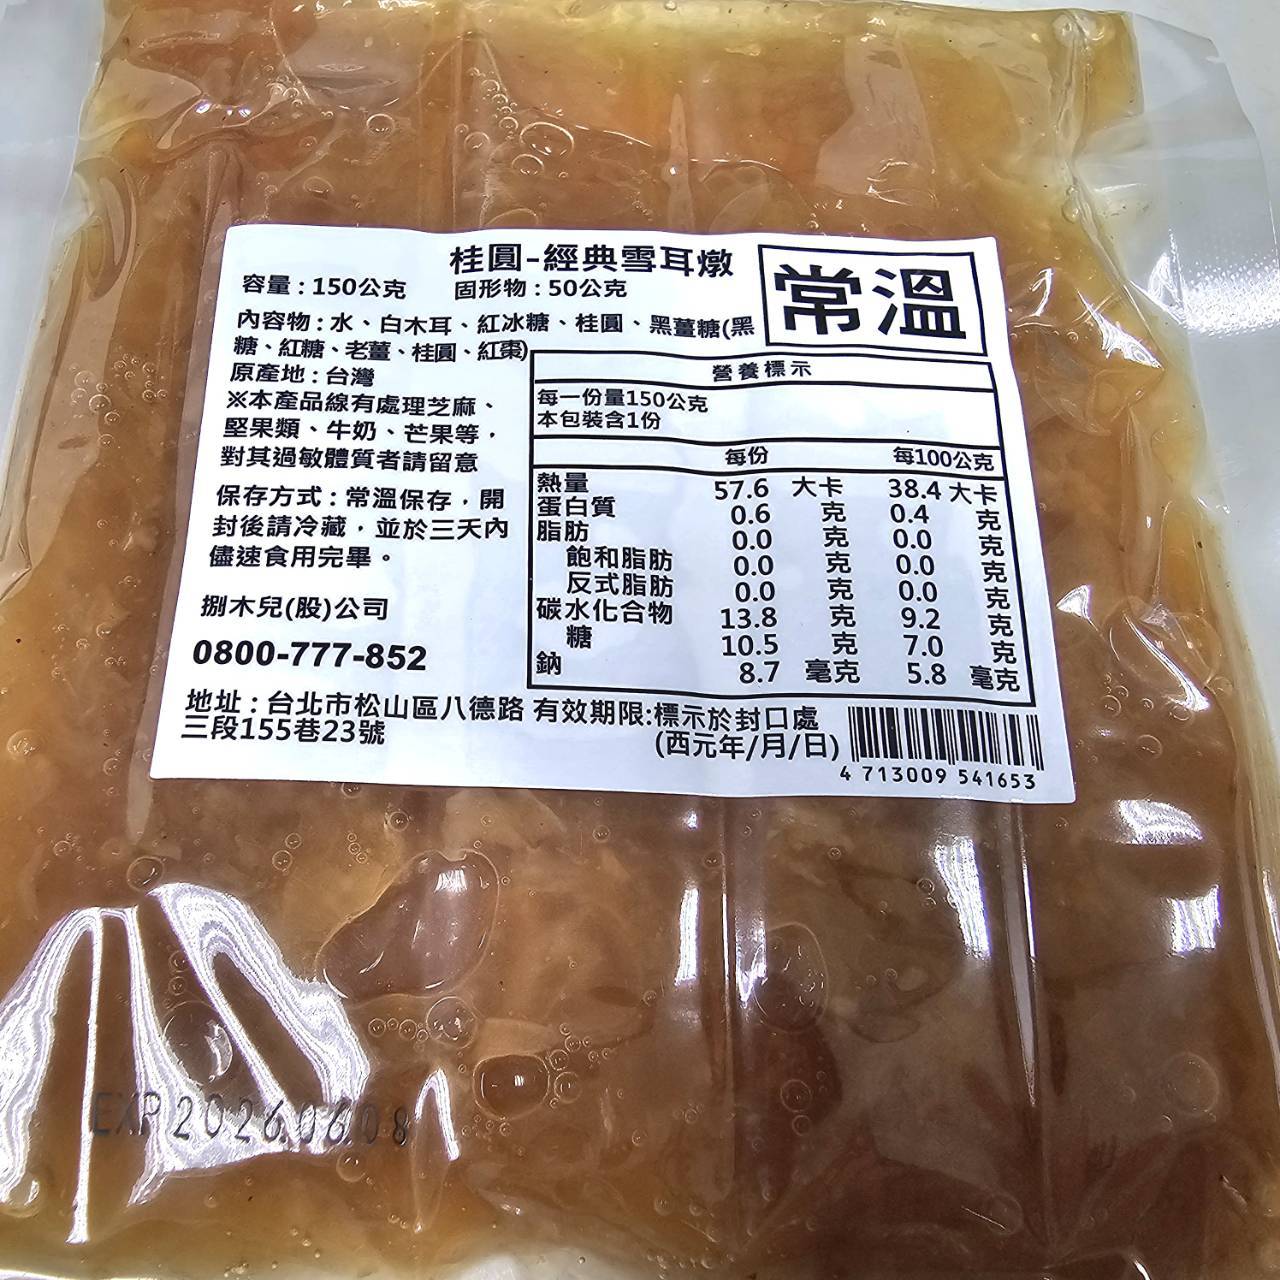 桂圓-經典雪耳燉
常溫
容量:150公克 固形物:50公克
內容物:水、白木耳、紅冰糖、桂圓、黑薑糖(黑
糖、紅糖、老薑、桂圓、紅棗)
原產地:台灣
※本產品線有處理芝麻、
堅果類、牛奶、芒果等,
對其過敏體質者請留意
保存方式:常溫保存,開
封後請冷藏,並於三天內
儘速食用完畢。
捌木兒(股)公司
0800-777-852
地址:台北市松山區八德路
三段155巷23號
營養標示
每一份量150公克
本包裝含1份
每份 每100公克
熱量 57.6 大卡 38.4 大卡
蛋白質 0.6 克 0.4 克
脂肪 0.0 克 0.0 克
飽和脂肪 0.0 克 0.0 克
反式脂肪 0.0 克 0.0 克
碳水化合物 13.8 克 9.2 克
糖 10.5 克 7.0 克
鈉 8.7 毫克 5.8 毫克
有效期限:標示於封口處
(西元年/月/日)
4 713009 541653
EXP 2026.06.08